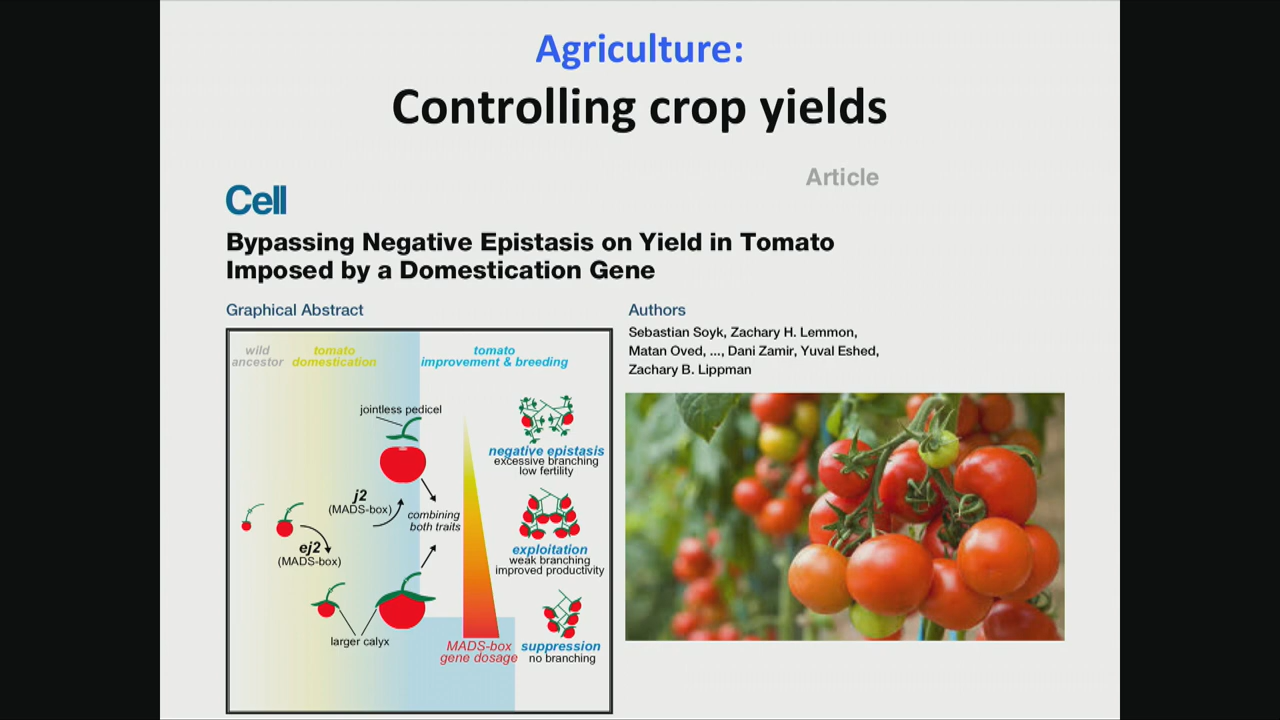 Agriculture:
Controlling crop yields
Article
Cell
Bypassing Negative Epistasis on Yield in Tomato
Imposed by a Domestication Gene
Graphical Abstract
wild
ancestor
tomato
domestication
tomato
improvement & breeding
jointless pedicel
j2
(MADS-box)
ej2
(MADS-box)
combining
both traits
larger calyx
MADS-box
gene dosage
negative epistasis
excessive branching
low fertility
exploitation
weak branching
improved productivity
suppression
no branching
Authors
Sebastian Soyk, Zachary H. Lemmon,
Matan Oved, ..., Dani Zamir, Yuval Eshed,
Zachary B. Lippman